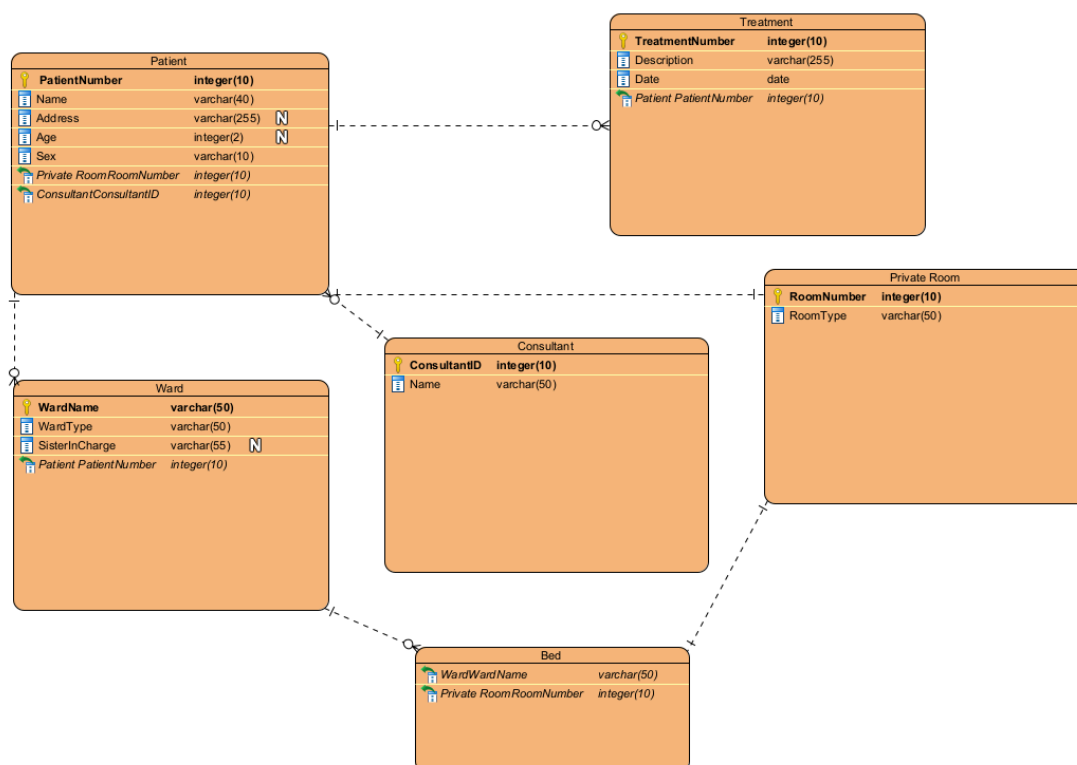 Patient
PatientNumber integer(10)
Name varchar(40)
Address varchar(255) N
Age integer(2) N
Sex varchar(10)
Private RoomRoomNumber integer(10)
ConsultantConsultantID integer(10)
Treatment
TreatmentNumber integer(10)
Description varchar(255)
Date date
Patient PatientNumber integer(10)
Private Room
RoomNumber integer(10)
RoomType varchar(50)
Consultant
ConsultantID integer(10)
Name varchar(50)
Ward
WardName varchar(50)
WardType varchar(50)
SisterInCharge varchar(55) N
Patient PatientNumber integer(10)
Bed
WardWardName varchar(50)
Private RoomRoomNumber integer(10)